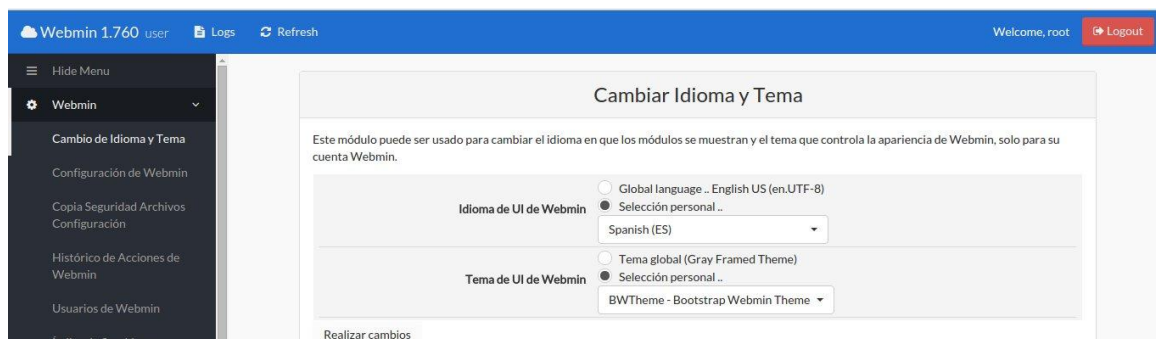 Webmin 1.760 user Logs Refresh Welcome, root Logout
Hide Menu
Webmin
Cambio de Idioma y Tema
Configuración de Webmin
Copia Seguridad Archivos
Configuración
Histórico de Acciones de
Webmin
Usuarios de Webmin
Cambiar Idioma y Tema
Este módulo puede ser usado para cambiar el idioma en que los módulos se muestran y el tema que controla la apariencia de Webmin, solo para su
cuenta Webmin.
Idioma de UI de Webmin
Global language .. English US (en.UTF-8)
Selección personal ..
Spanish (ES)
Tema de UI de Webmin
Tema global (Gray Framed Theme)
Selección personal ..
BWTheme - Bootstrap Webmin Theme
Realizar cambios